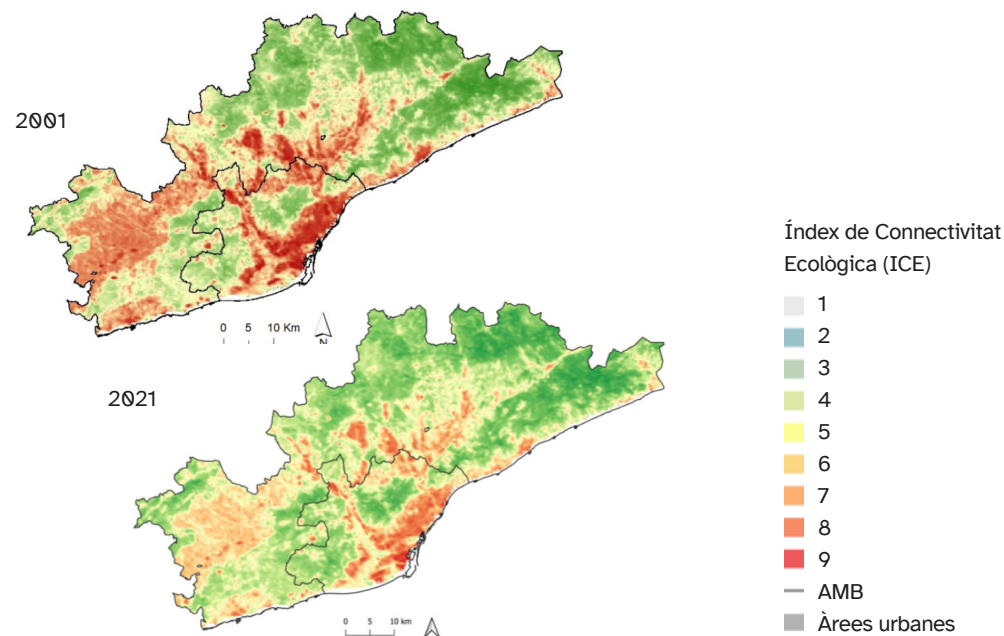 2001
0 5 10 Km
N
2021
0 5 10 km
Índex de Connectivitat
Ecològica (ICE)
1
2
3
4
5
6
7
8
9
AMB
Àrees urbanes